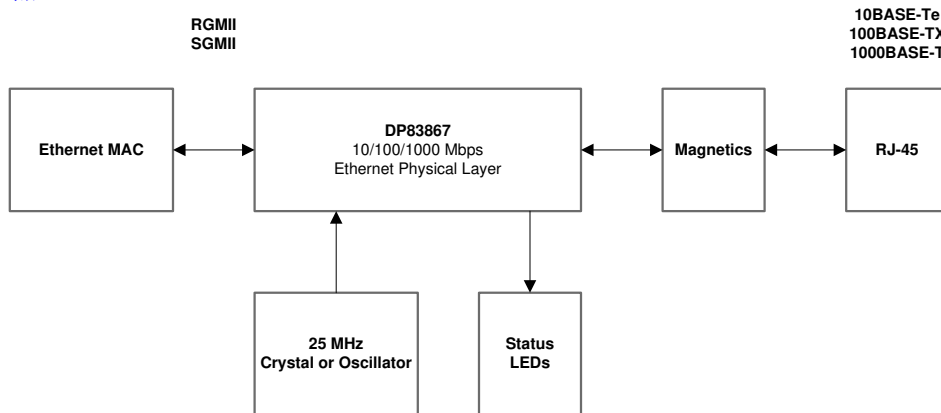 RGMII
SGMII
10BASE-Te
100BASE-TX
1000BASE-T
Ethernet MAC
DP83867
10/100/1000 Mbps
Ethernet Physical Layer
Magnetics
RJ-45
25 MHz
Crystal or Oscillator
Status
LEDs